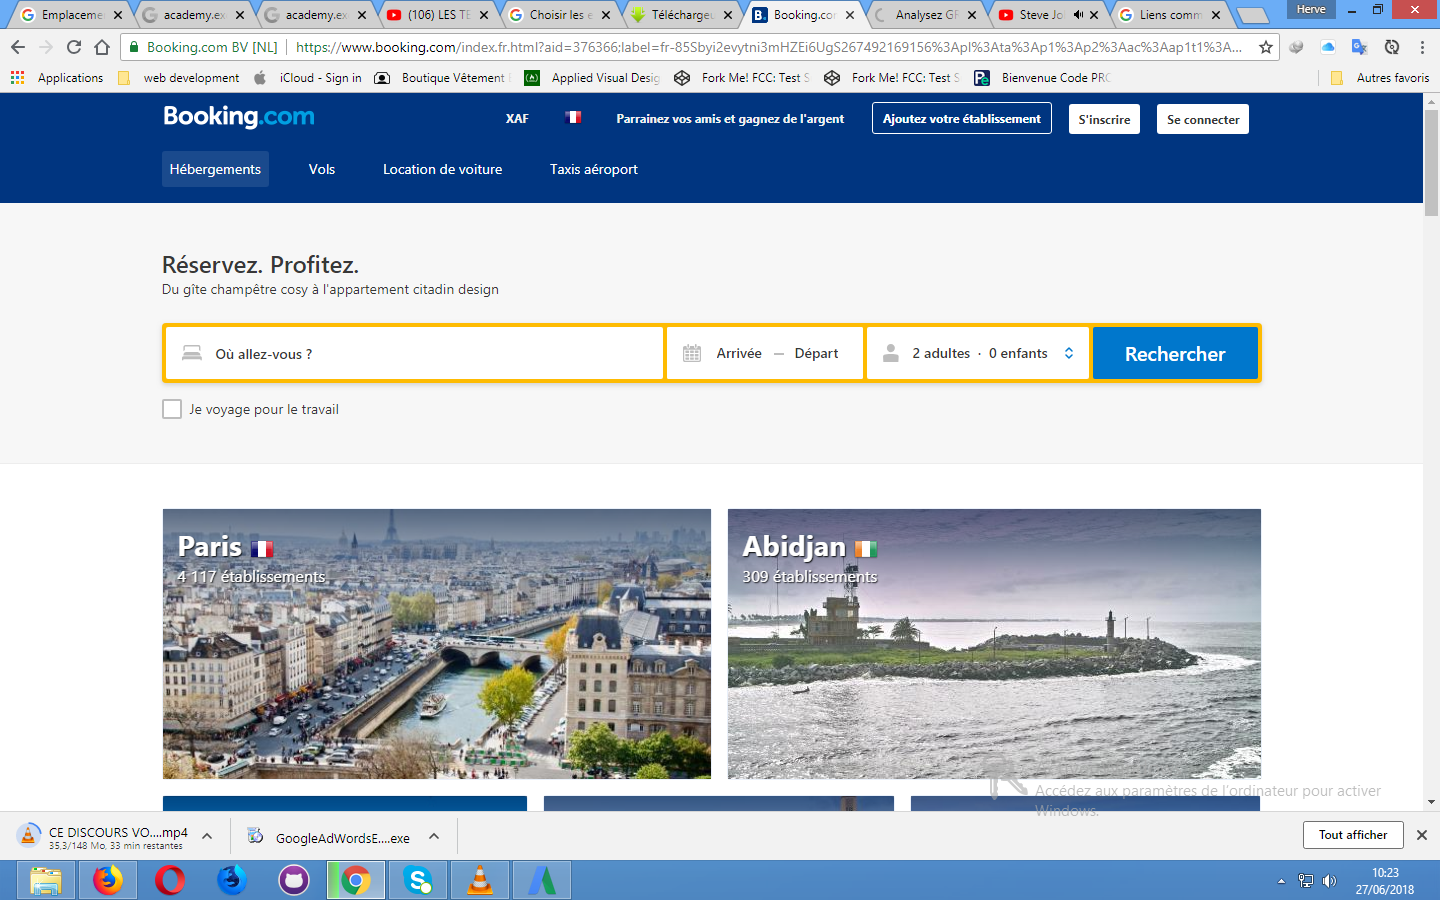 Emplaceme
academy.ex
academy.ex
(106) LES TE
Choisir les e
Téléchargeu
Booking.co
Analysez GR
Steve Jo
Liens comm
Herve
Booking.com BV [NL]
https://www.booking.com/index.fr.html?aid=376366;label=fr-85Sbyi2evytni3mHZEi6UgS267492169156%3Apl%3Ata%3Ap1%3Ap2%3Aac%3Aap1t1%3A...
Applications
web development
iCloud - Sign in
Boutique Vêtement
Applied Visual Desig
Fork Me! FCC: Test S
Fork Me! FCC: Test S
Bienvenue Code PRO
Autres favoris
Booking.com
XAF
Parrainez vos amis et gagnez de l'argent
Ajoutez votre établissement
S'inscrire
Se connecter
Hébergements
Vols
Location de voiture
Taxis aéroport
Réservez. Profitez.
Du gîte champêtre cosy à l'appartement citadin design
Où allez-vous ?
Arrivée — Départ
2 adultes · 0 enfants
Rechercher
Je voyage pour le travail
Paris
4 117 établissements
Abidjan
309 établissements
Accédez aux paramètres de l'ordinateur pour activer
Windows.
CE DISCOURS VO....mp4
35,3/148 Mo, 33 min restantes
GoogleAdWordsE....exe
Tout afficher
10:23
27/06/2018